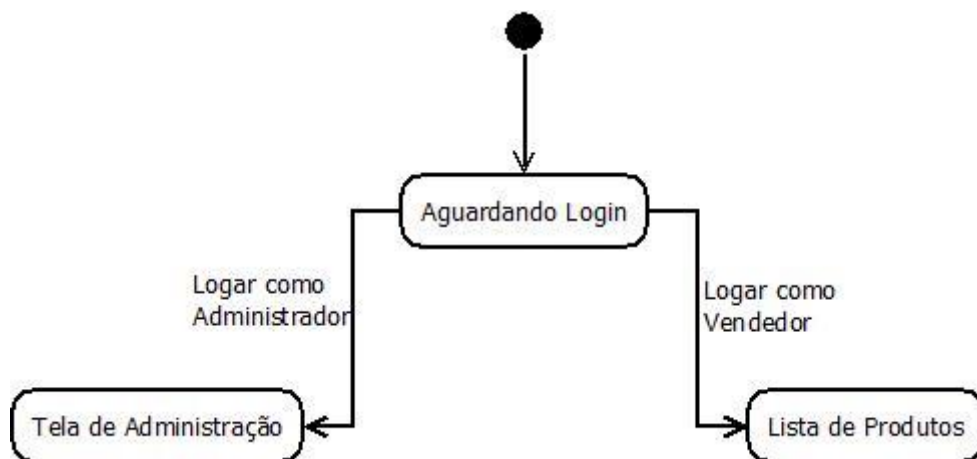 Aguardando Login
Logar como
Administrador
Logar como
Vendedor
Tela de Administração
Lista de Produtos